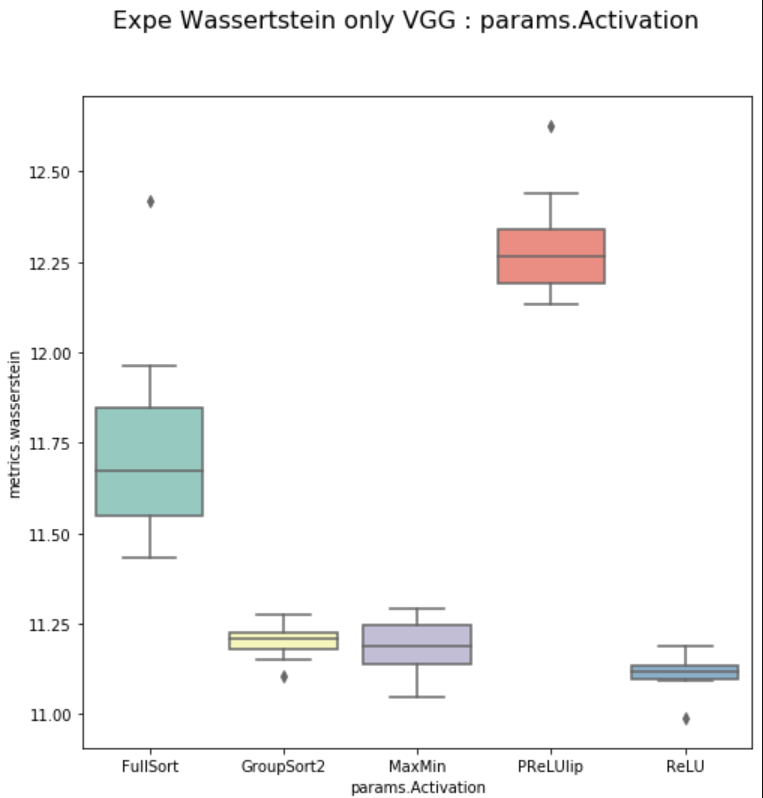 Expe Wassertstein only VGG : params.Activation
12.50
12.25
12.00
11.75
11.50
11.25
11.00
metrics.wasserstein
FullSort GroupSort2 MaxMin PReLUlip ReLU
params.Activation